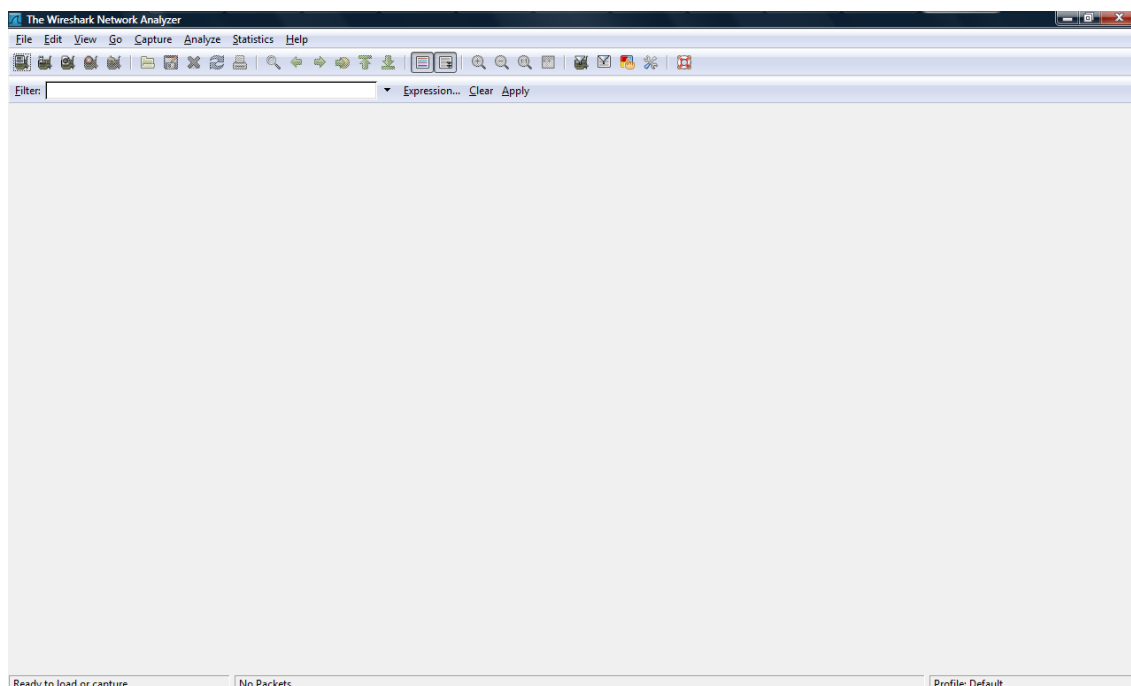 The Wireshark Network Analyzer
File Edit View Go Capture Analyze Statistics Help
Filter: Expression... Clear Apply
Ready to load or capture No Packets Profile: Default